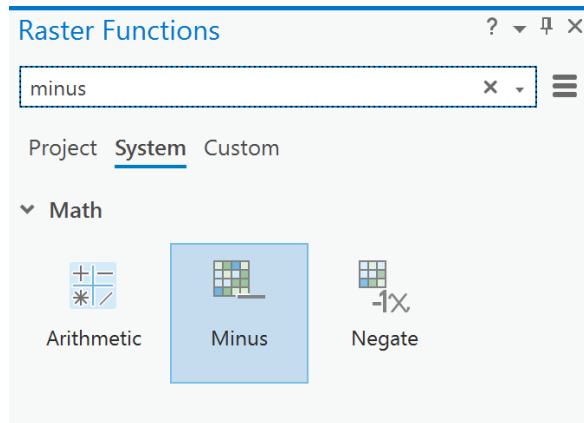 Raster Functions
minus
Project System Custom
Math
Arithmetic Minus Negate